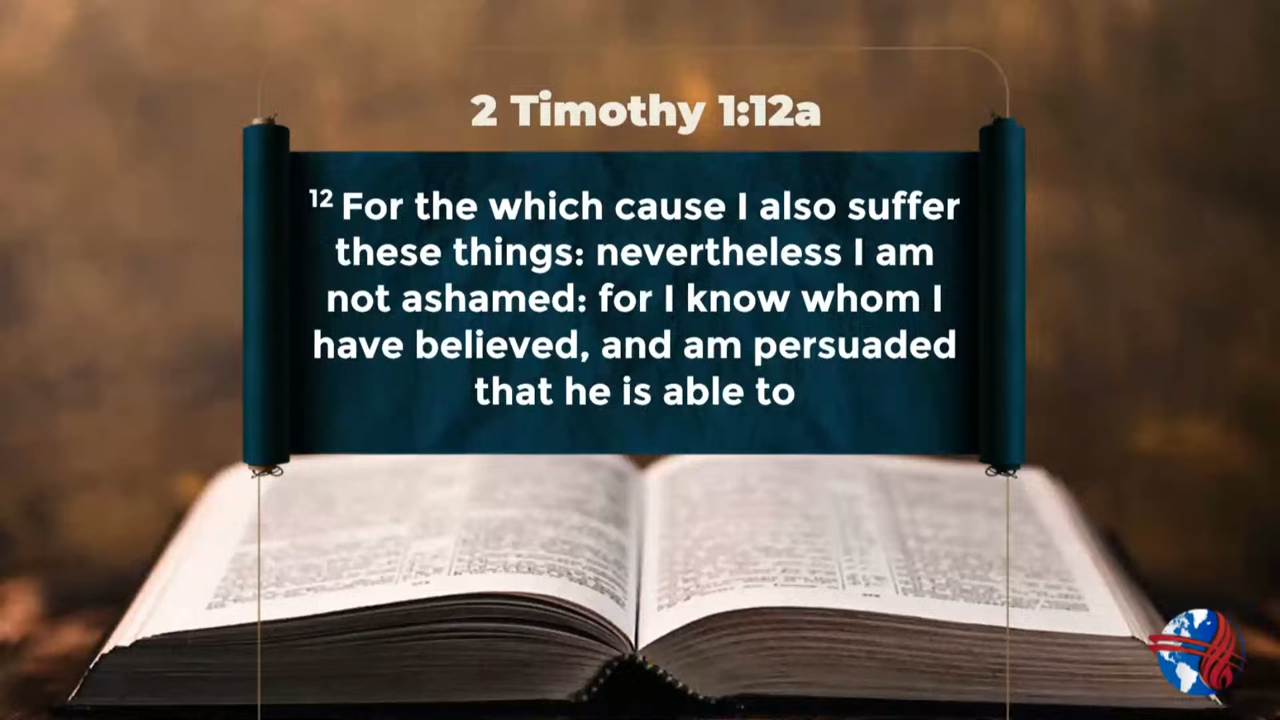 2 Timothy 1:12a
12 For the which cause I also suffer
these things: nevertheless I am
not ashamed: for I know whom I
have believed, and am persuaded
that he is able to